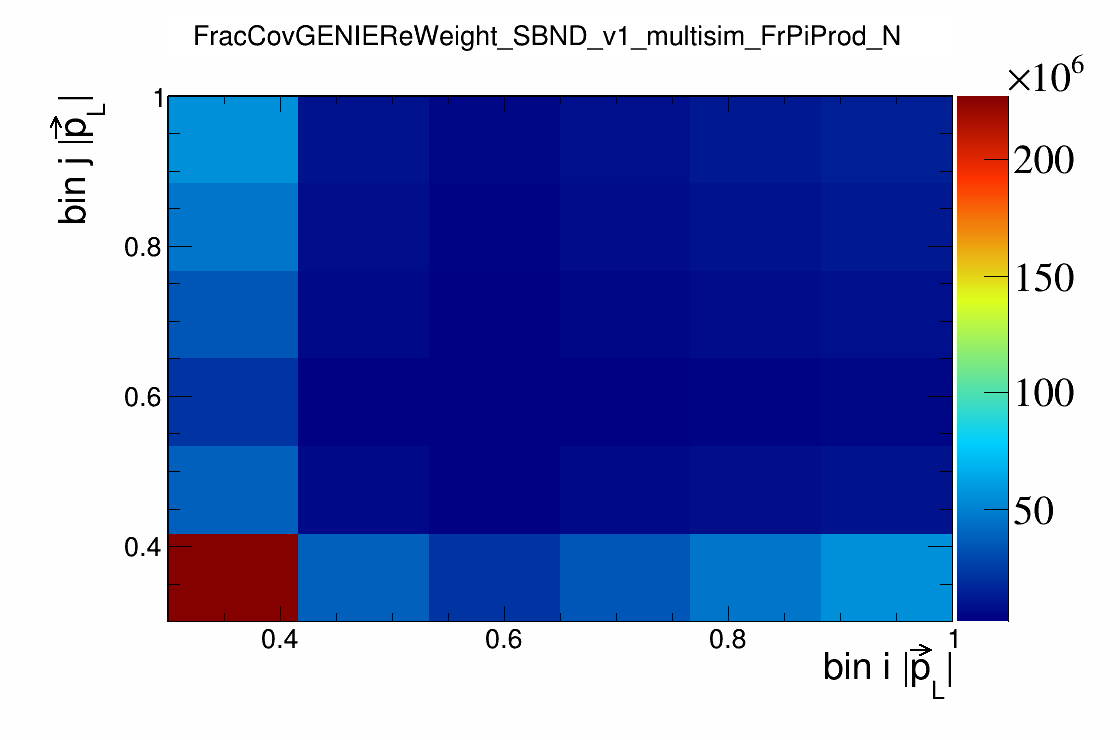 FracCovGENIEReWeight_SBND_v1_multisim_FrPiProd_N
×10⁶
bin j |p⃗_L|
1
0.8
0.6
0.4
200
150
100
50
0.4 0.6 0.8 1
bin i |p⃗_L|